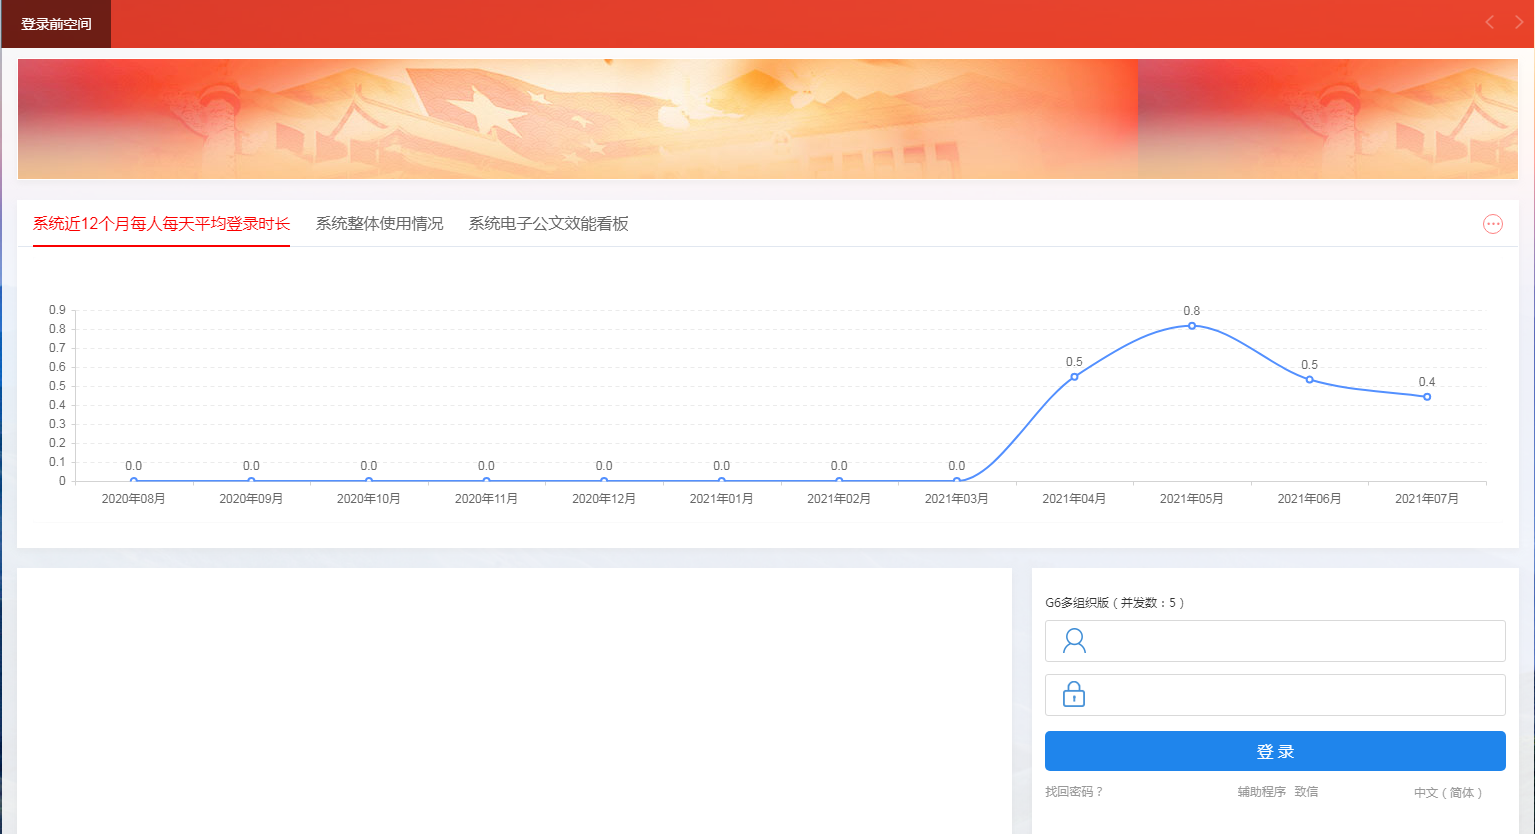 登录前空间
系统近12个月每人每天平均登录时长 系统整体使用情况 系统电子公文效能看板
0.9
0.8
0.7
0.6
0.5
0.4
0.3
0.2
0.1
0
0.0 0.0 0.0 0.0 0.0 0.0 0.0 0.0 0.5 0.8 0.5 0.4
2020年08月 2020年09月 2020年10月 2020年11月 2020年12月 2021年01月 2021年02月 2021年03月 2021年04月 2021年05月 2021年06月 2021年07月
G6多组织版（并发数：5）
登 录
找回密码？ 辅助程序 致信 中文（简体）